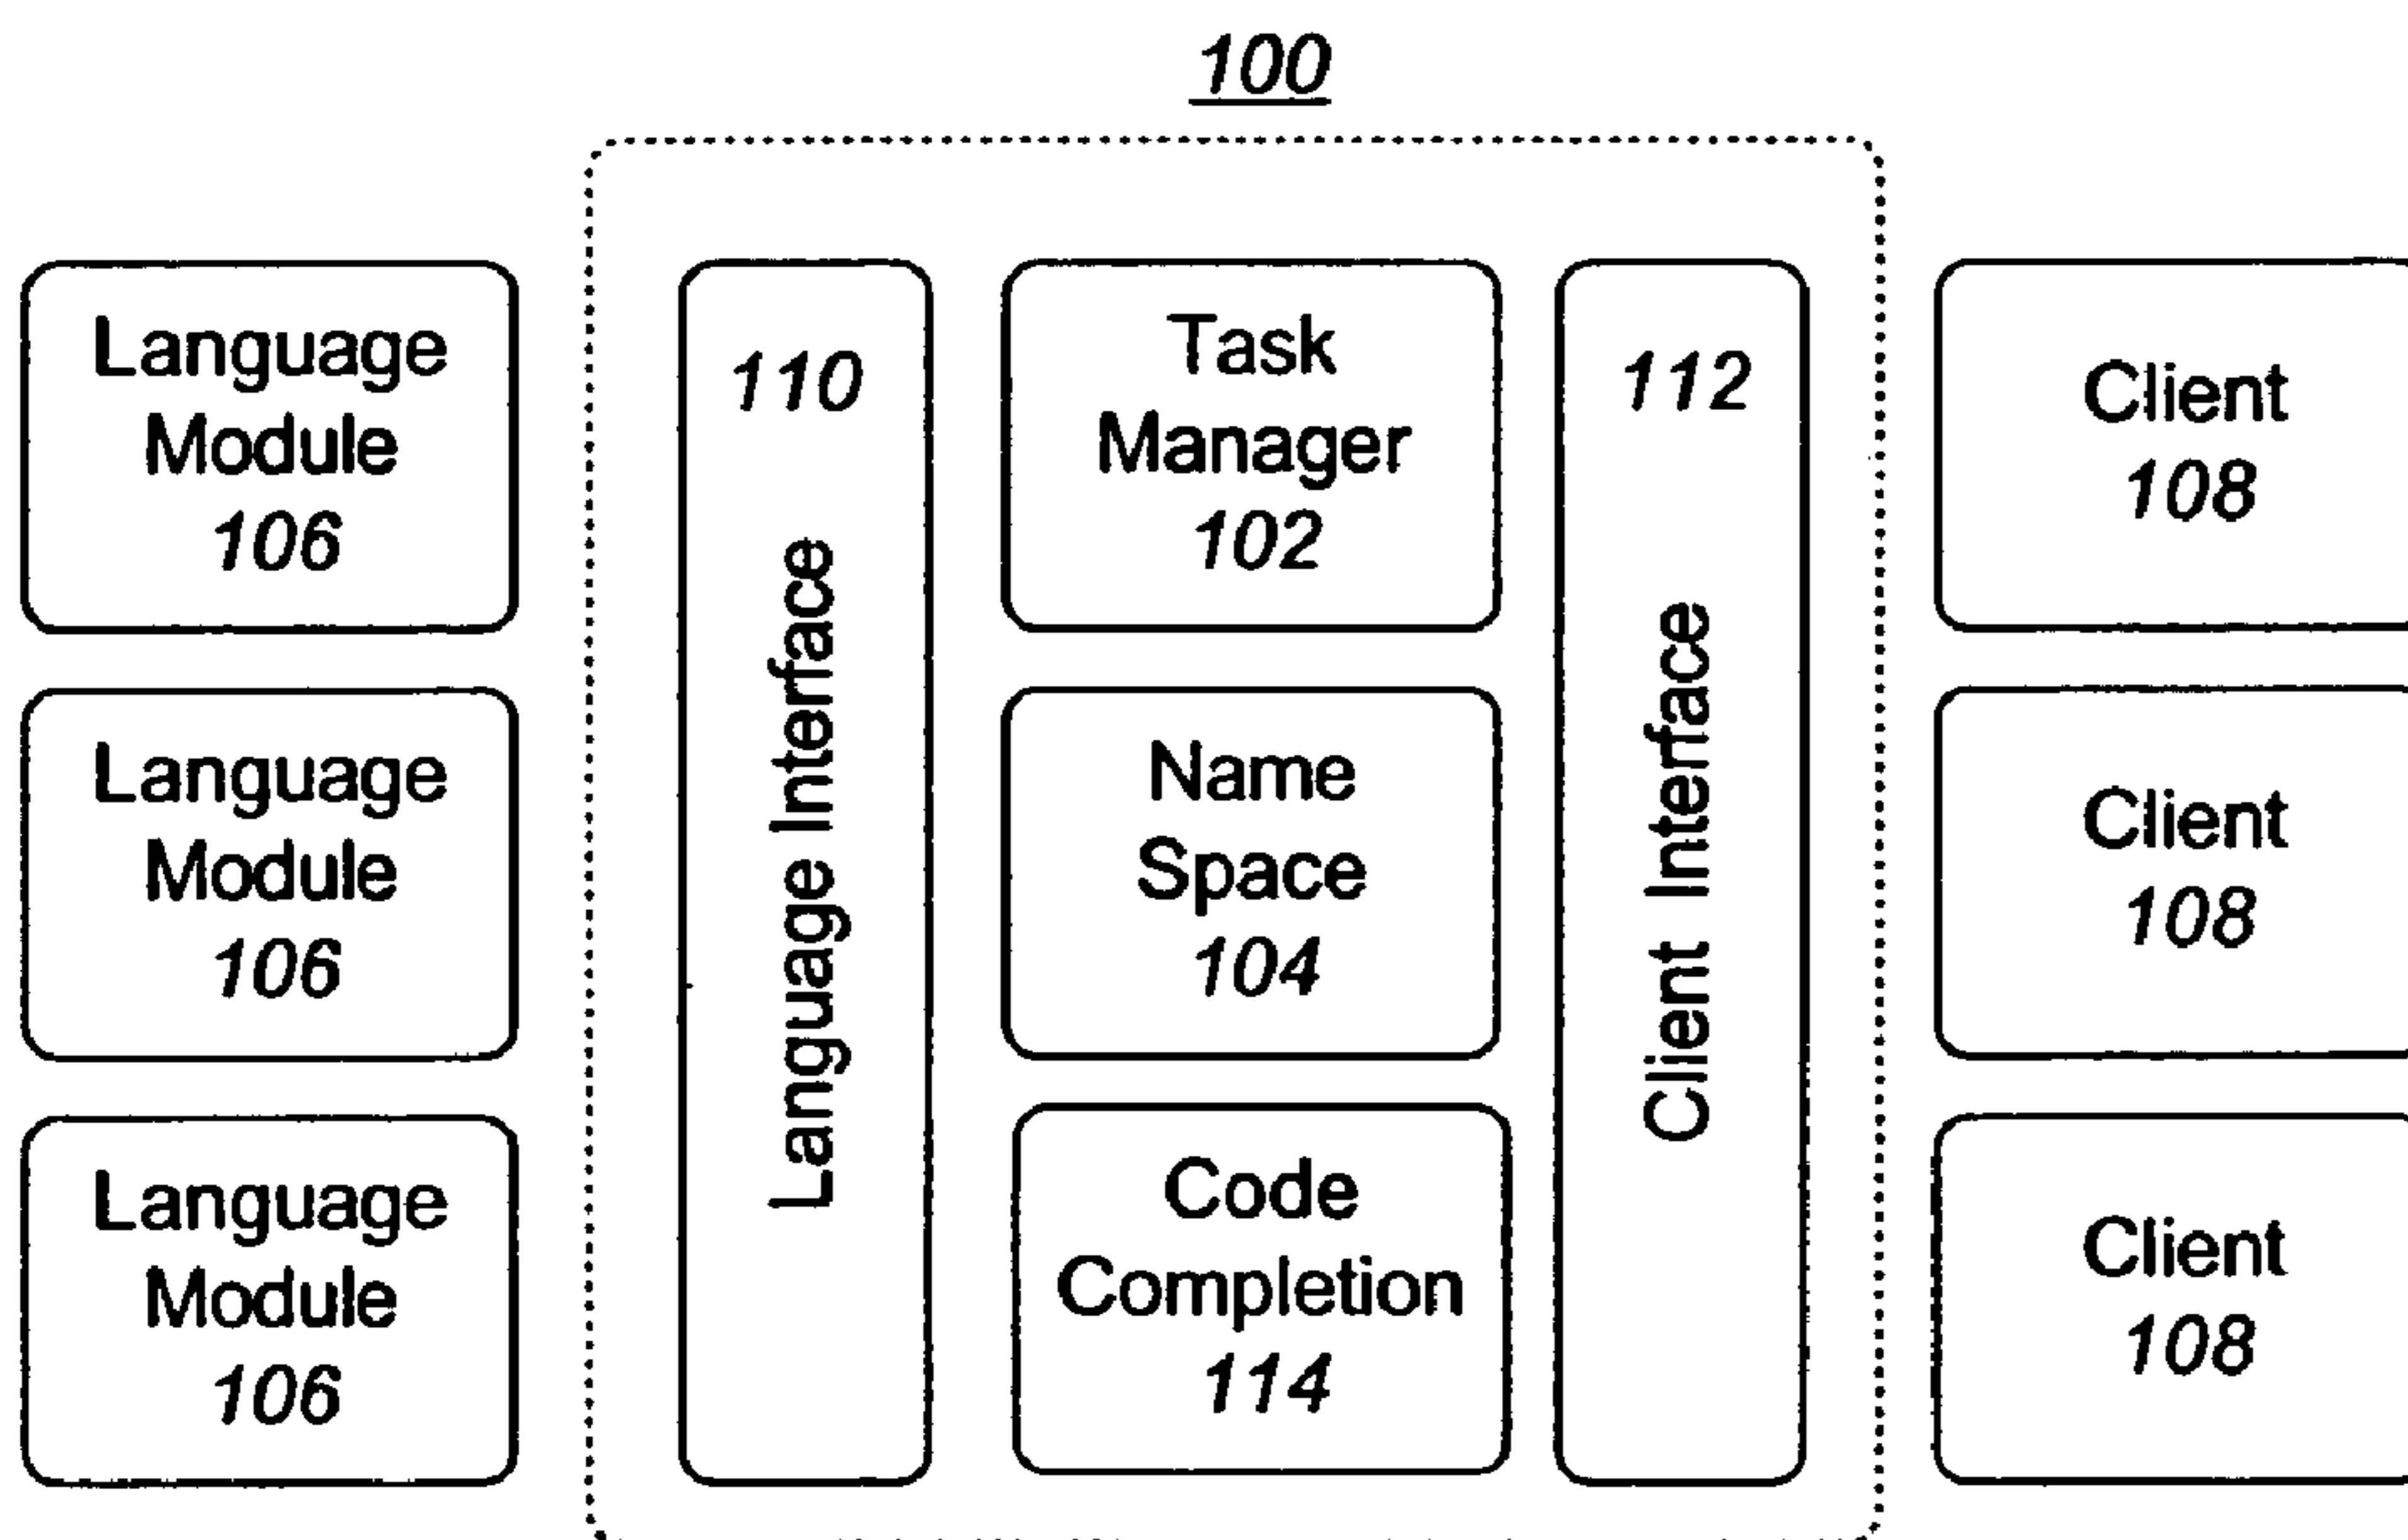 100
Language
Module
106
Language
Module
106
Language
Module
106
110
Language Interface
Task
Manager
102
Name
Space
104
Code
Completion
114
112
Client Interface
Client
108
Client
108
Client
108